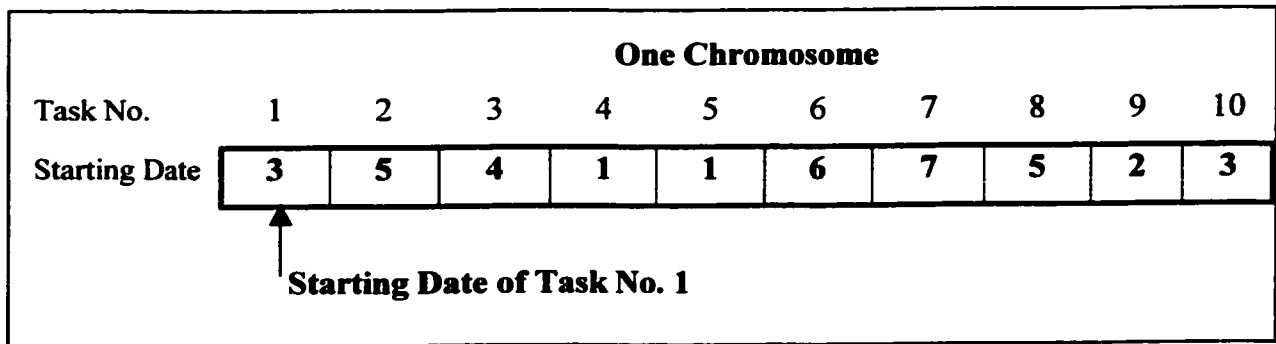 One Chromosome
Task No. 1 2 3 4 5 6 7 8 9 10
Starting Date 3 5 4 1 1 6 7 5 2 3
Starting Date of Task No. 1